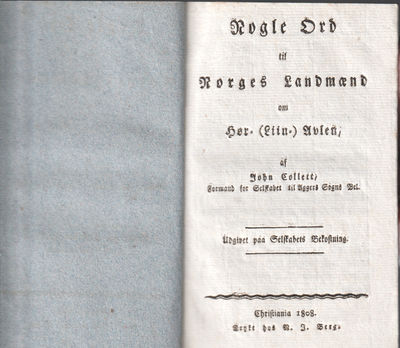 Nogle Ord
til
Norges Landmænd
om
Hør- (Liin-) Avlen,
af
John Collett,
Formand for Selskabet til Aggers Sogns Vel.
Udgivet paa Selskabets Bekostning.
Christiania 1808.
Trykt hos N. J. Berg.